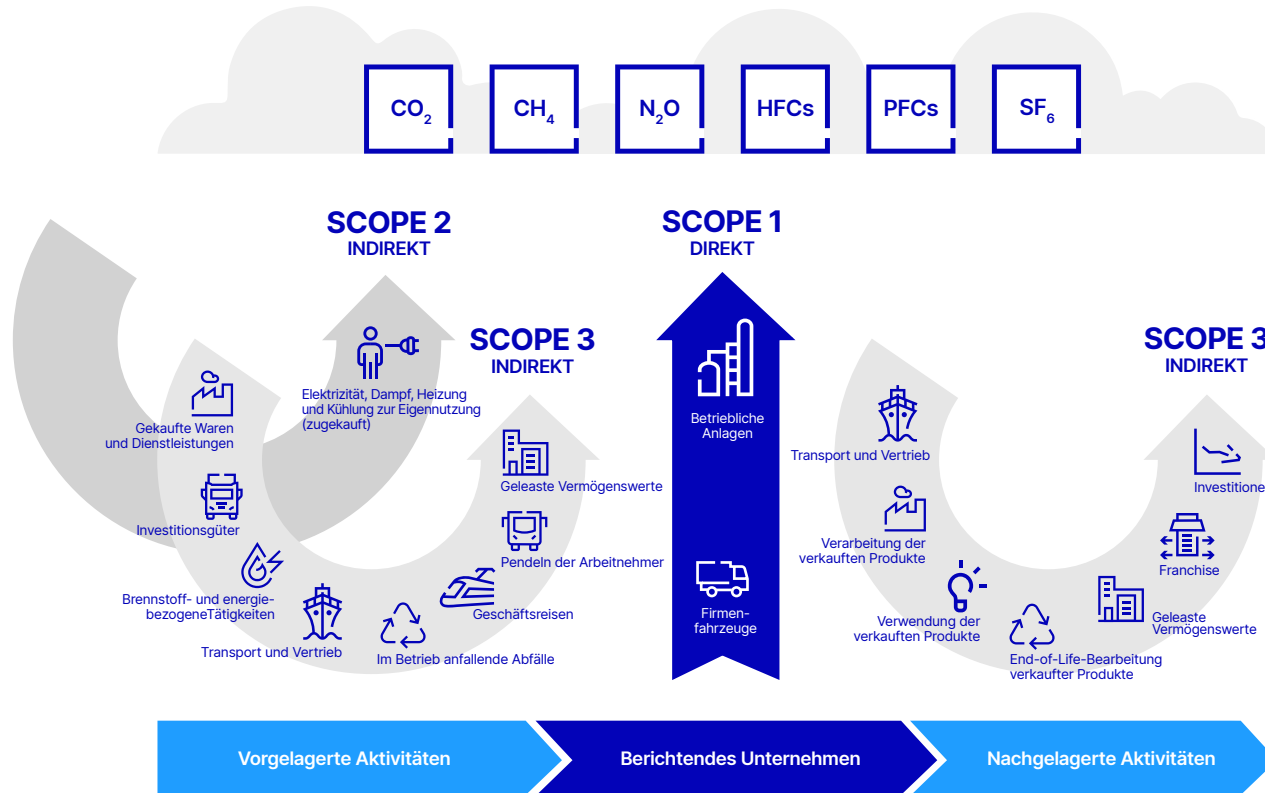 CO₂
CH₄
N₂O
HFCs
PFCs
SF₆
SCOPE 2
INDIREKT
Elektrizität, Dampf, Heizung
und Kühlung zur Eigennutzung
(zugekauft)
SCOPE 3
INDIREKT
Gekaufte Waren
und Dienstleistungen
Investitionsgüter
Brennstoff- und energie-
bezogeneTätigkeiten
Transport und Vertrieb
Im Betrieb anfallende Abfälle
Geschäftsreisen
Pendeln der Arbeitnehmer
Geleaste Vermögenswerte
SCOPE 1
DIREKT
Betriebliche
Anlagen
Firmen-
fahrzeuge
SCOPE 3
INDIREKT
Transport und Vertrieb
Verarbeitung der
verkauften Produkte
Verwendung der
verkauften Produkte
End-of-Life-Bearbeitung
verkaufter Produkte
Geleaste
Vermögenswerte
Franchise
Investitione
Vorgelagerte Aktivitäten
Berichtendes Unternehmen
Nachgelagerte Aktivitäten